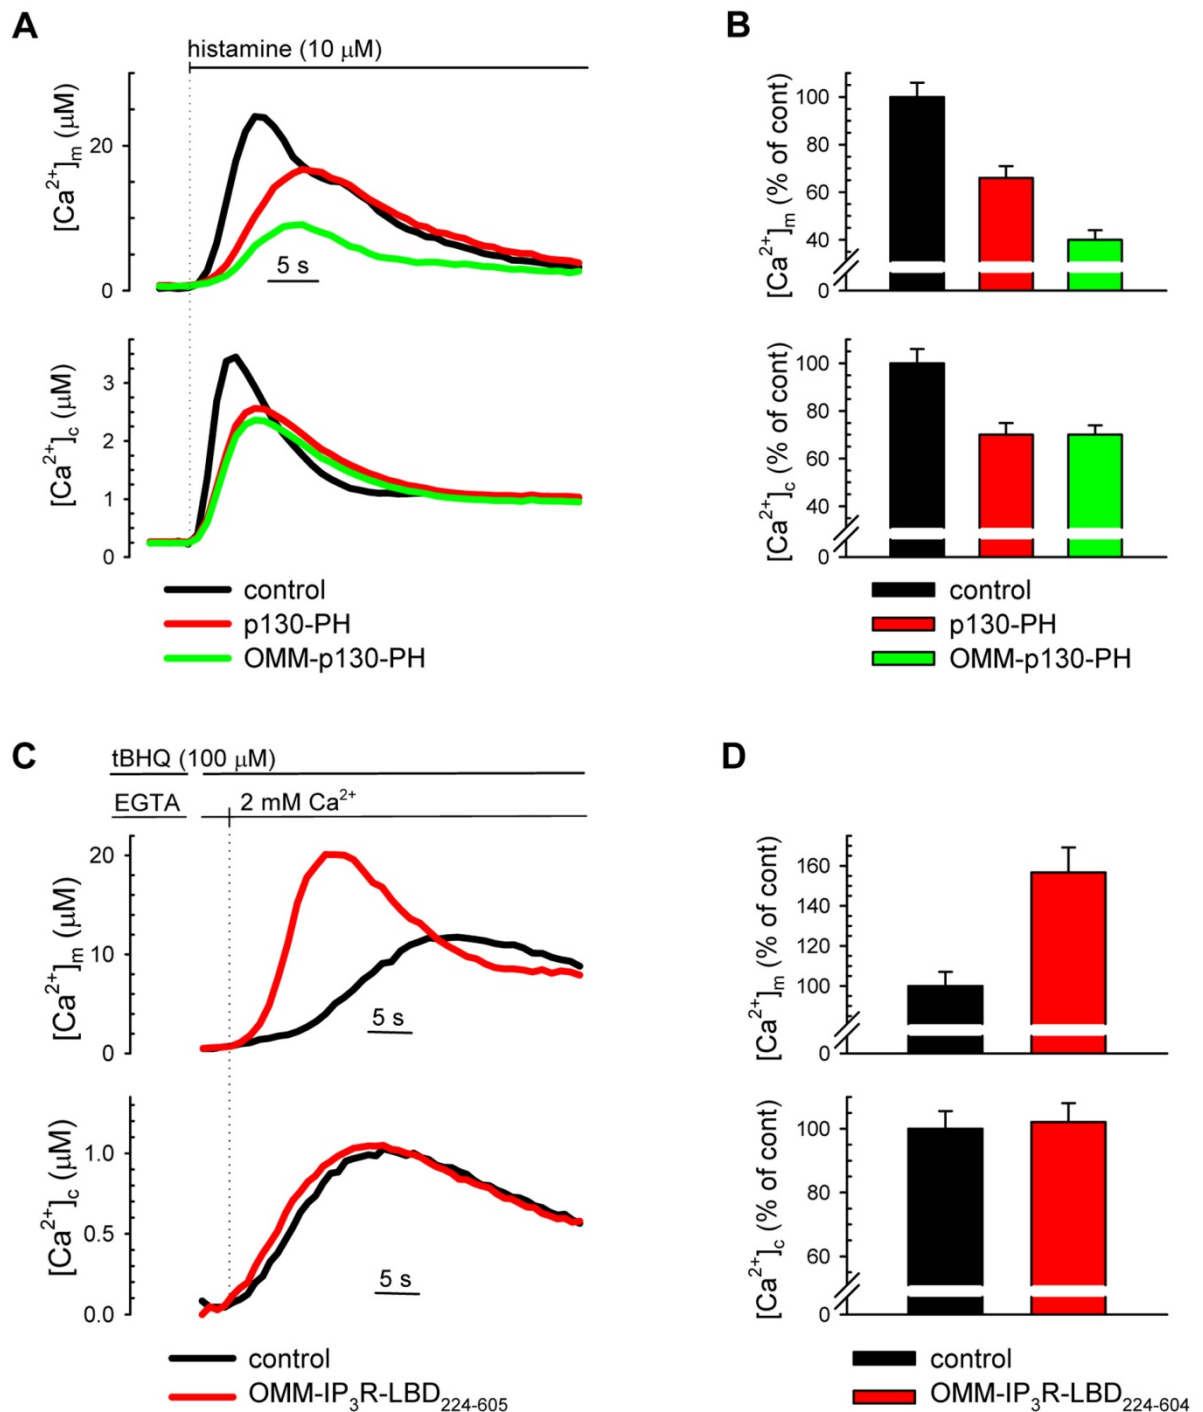 A
histamine (10 μM)
[Ca²⁺]ₘ (μM)
20
0
5 s
[Ca²⁺]c (μM)
3
2
1
0
control
p130-PH
OMM-p130-PH
B
[Ca²⁺]ₘ (% of cont)
100
80
60
40
0
[Ca²⁺]c (% of cont)
100
80
60
40
0
control
p130-PH
OMM-p130-PH
C
tBHQ (100 μM)
EGTA 2 mM Ca²⁺
[Ca²⁺]ₘ (μM)
20
10
0
5 s
[Ca²⁺]c (μM)
1.0
0.5
0.0
5 s
control
OMM-IP₃R-LBD₂₂₄₋₆₀₅
D
[Ca²⁺]ₘ (% of cont)
160
140
120
100
0
[Ca²⁺]c (% of cont)
100
80
60
0
control
OMM-IP₃R-LBD₂₂₄₋₆₀₄